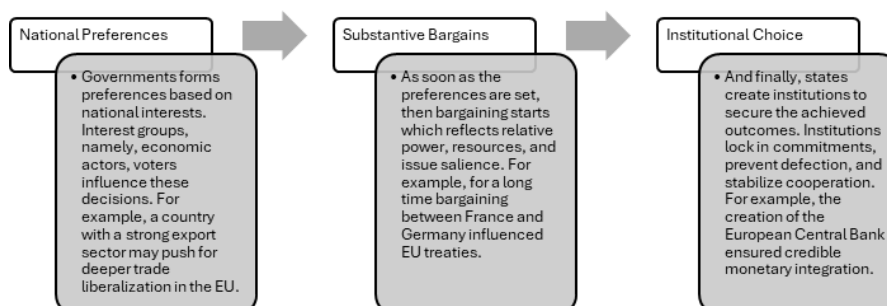 National Preferences
• Governments forms
preferences based on
national interests.
Interest groups,
namely, economic
actors, voters
influence these
decisions. For
example, a country
with a strong export
sector may push for
deeper trade
liberalization in the EU.
Substantive Bargains
• As soon as the
preferences are set,
then bargaining starts
which reflects relative
power, resources, and
issue salience. For
example, for a long
time bargaining
between France and
Germany influenced
EU treaties.
Institutional Choice
• And finally, states
create institutions to
secure the achieved
outcomes. Institutions
lock in commitments,
prevent defection, and
stabilize cooperation.
For example, the
creation of the
European Central Bank
ensured credible
monetary integration.